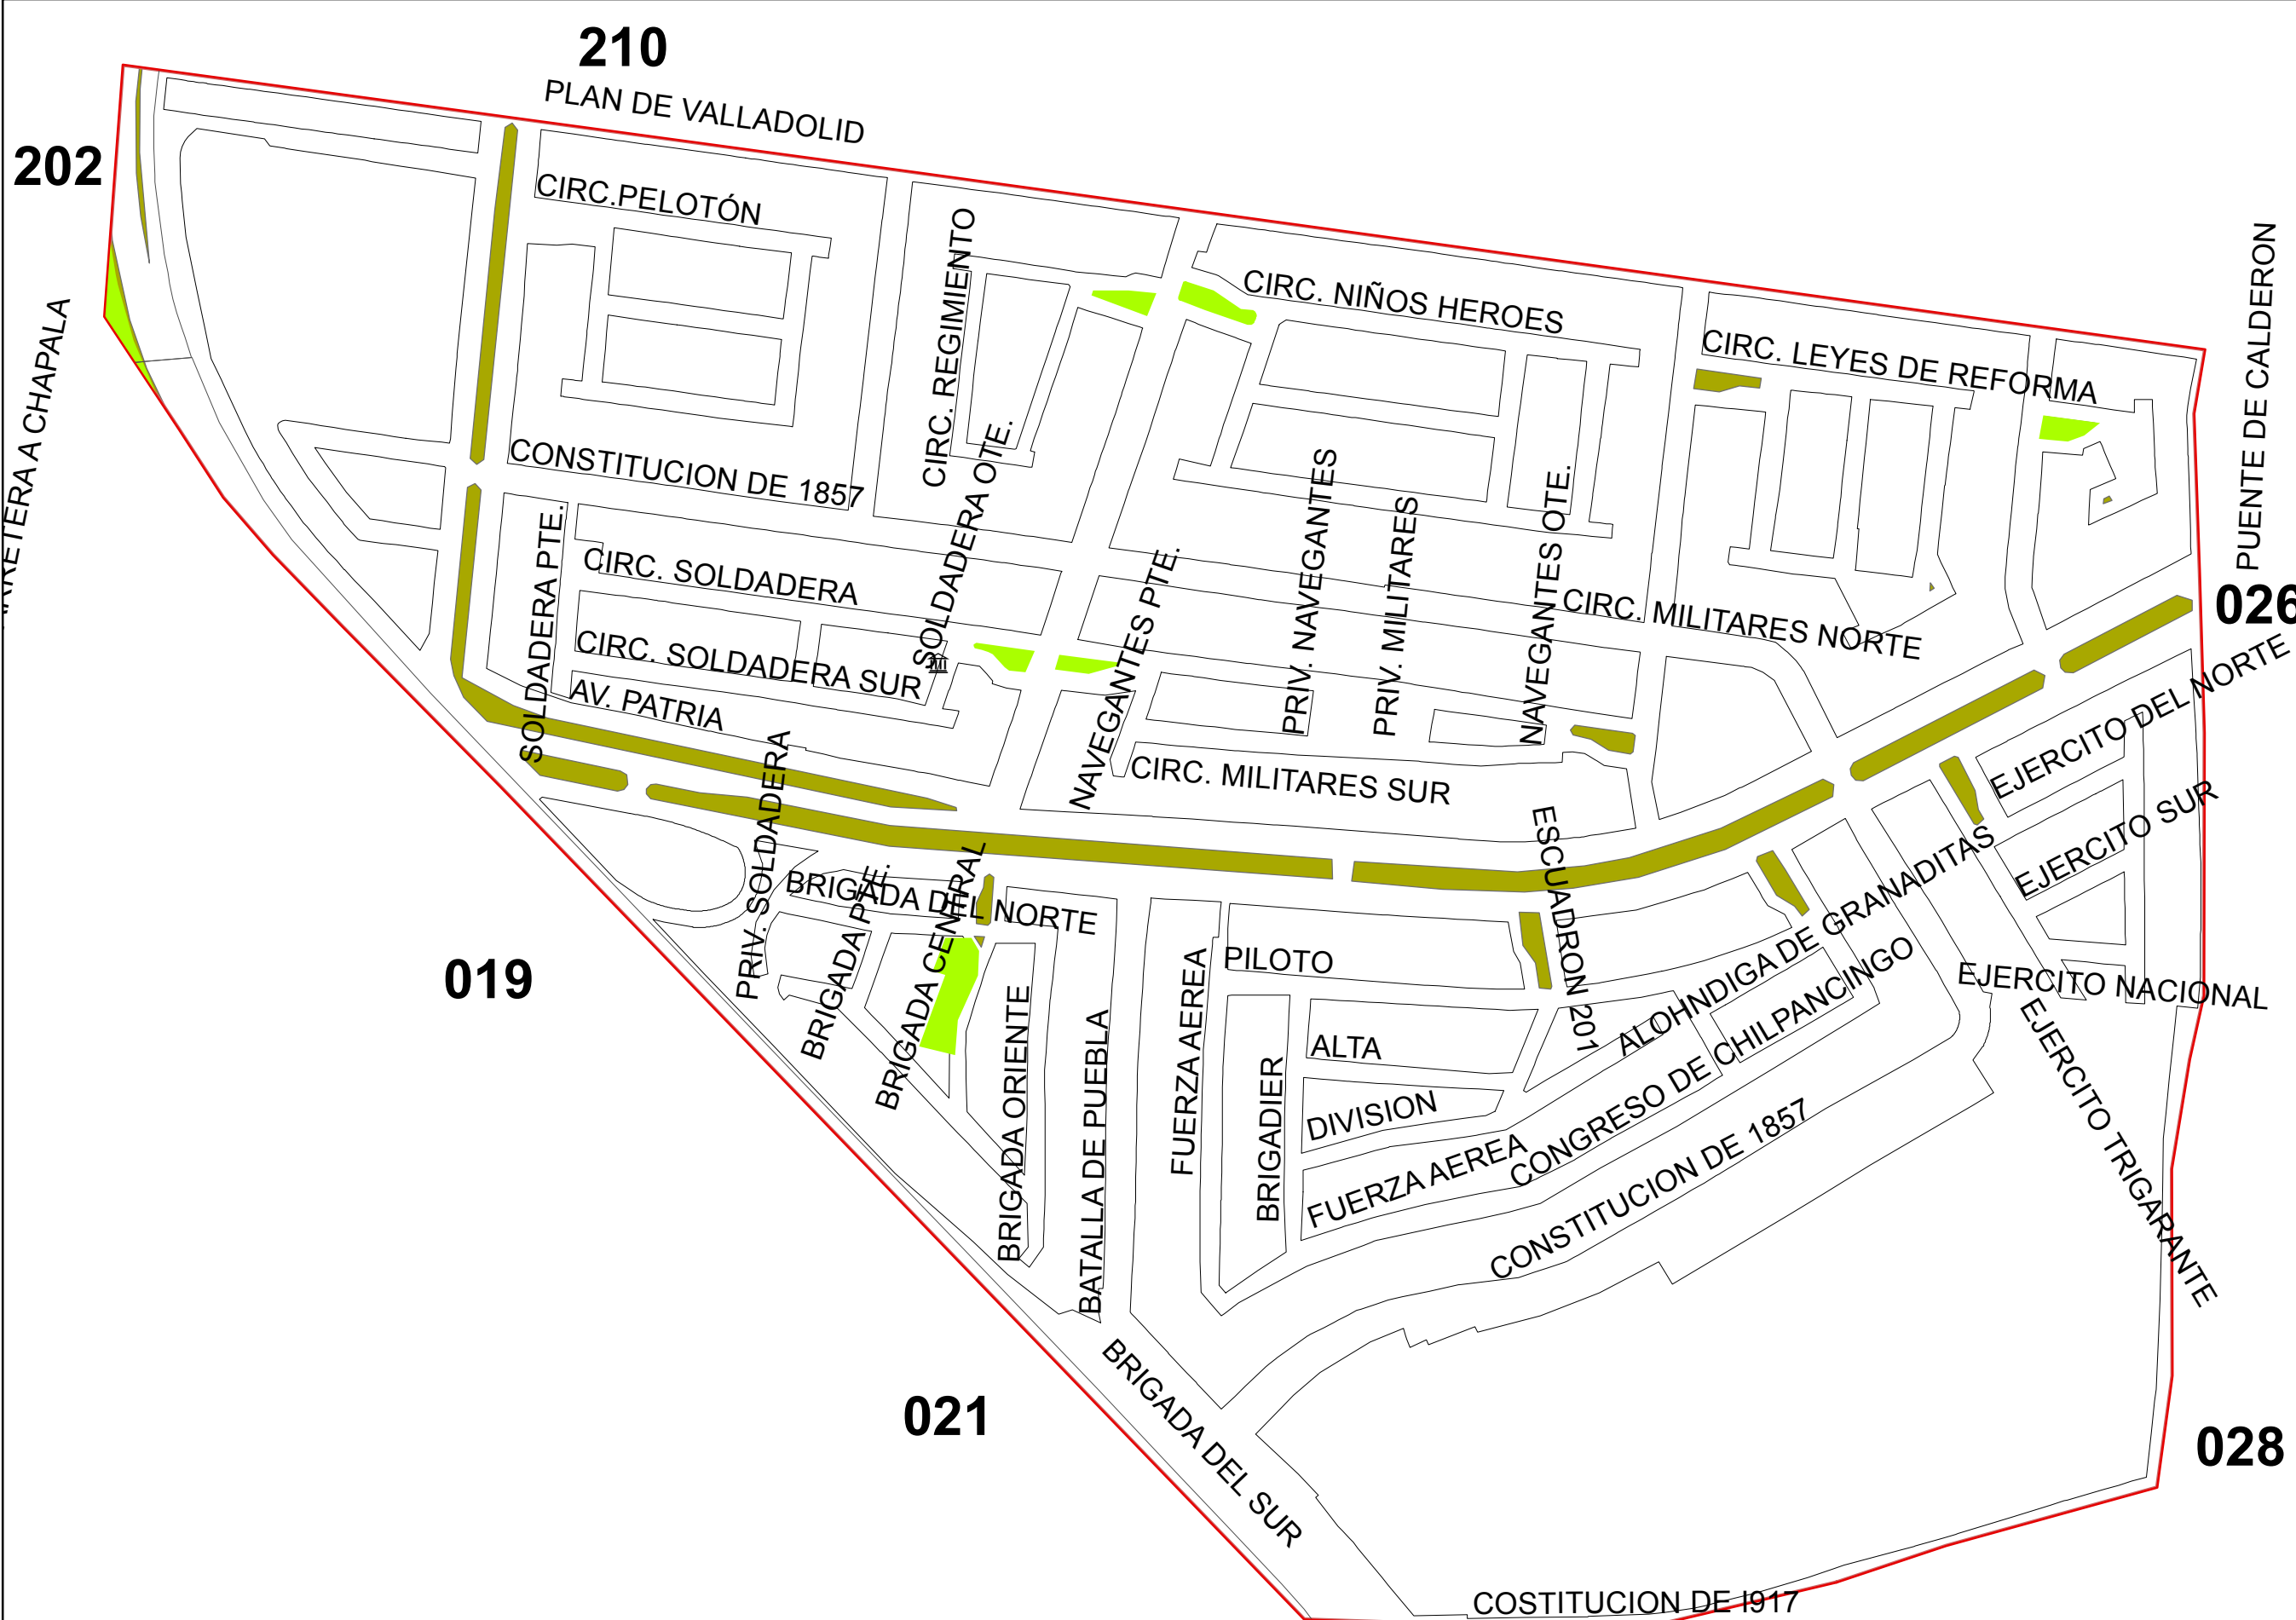 210
PLAN DE VALLADOLID
202
CIRC.PELOTÓN
CIRC. REGIMIENTO
CIRC. NIÑOS HEROES
CIRC. LEYES DE REFORMA
PUENTE DE CALDERON
RRETERA A CHAPALA
CONSTITUCION DE 1857
SOLDADERA OTE.
SOLDADERA PTE.
CIRC. SOLDADERA
CIRC. SOLDADERA SUR
AV. PATRIA
NAVEGANTES PTE.
PRIV. NAVEGANTES
PRIV. MILITARES
NAVEGANTES OTE.
CIRC. MILITARES NORTE
026
CIRC. MILITARES SUR
EJERCITO DEL NORTE
EJERCITO SUR
PRIV. SOLDADERA
BRIGADA DEL NORTE
BRIGADA PTE.
BRIGADA CENTRAL
BRIGADA ORIENTE
BATALLA DE PUEBLA
FUERZA AEREA
PILOTO
ESCUADRON 201
ALOHNDIGA DE GRANADITAS
CONGRESO DE CHILPANCINGO
EJERCITO NACIONAL
EJERCITO TRIGARANTE
019
ALTA
DIVISION
BRIGADIER
FUERZA AEREA
CONSTITUCION DE 1857
021
BRIGADA DEL SUR
028
COSTITUCION DE I917